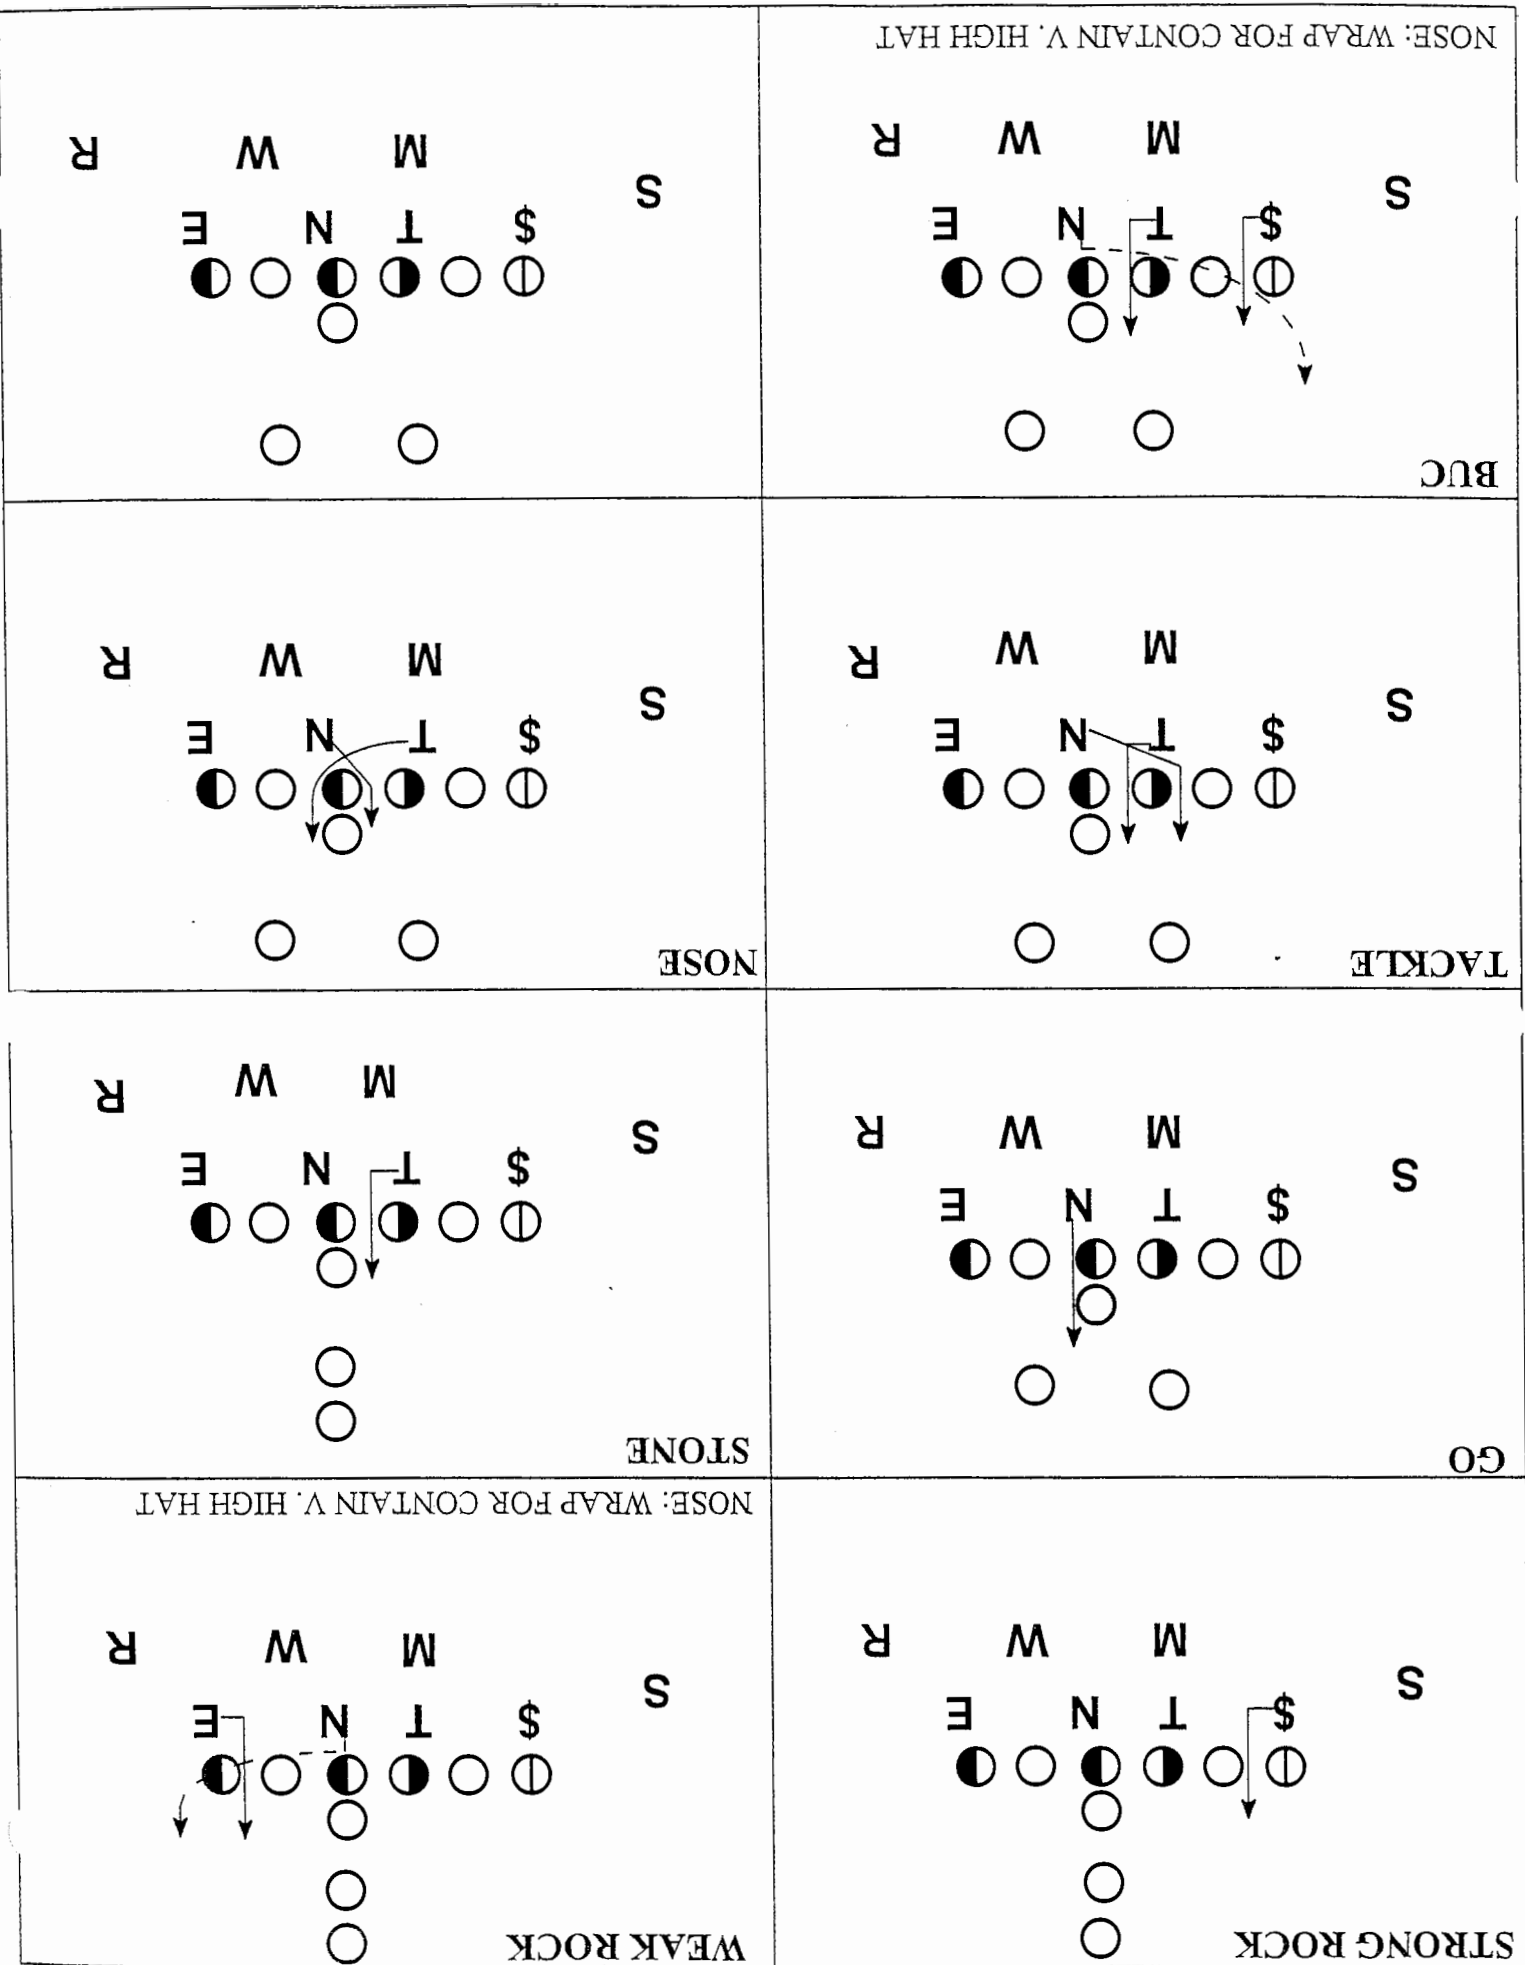 STRONG ROCK
$ T N E
S
M W R
WEAK ROCK
$ T N E
S
M W R
NOSE: WRAP FOR CONTAIN V. HIGH HAT
GO
$ T N E
S
M W R
STONE
$ T N E
S
M W R
TACKLE
$ T N E
S
M W R
NOSE
$ T N E
S
M W R
BUC
$ T N E
S
M W R
NOSE: WRAP FOR CONTAIN V. HIGH HAT
$ T N E
S
M W R